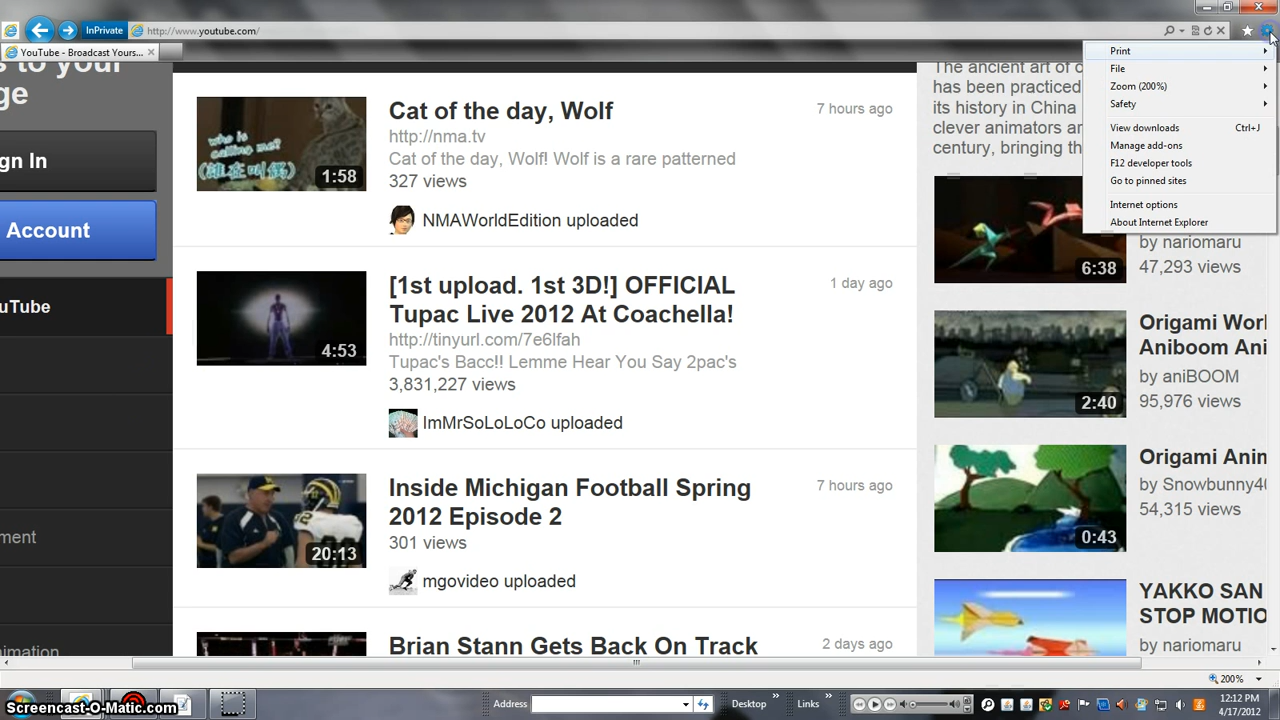 InPrivate
http://www.youtube.com/
YouTube - Broadcast Yours...
Print
File
Zoom (200%)
Safety
View downloads Ctrl+J
Manage add-ons
F12 developer tools
Go to pinned sites
Internet options
About Internet Explorer
s to your
ge
gn In
Account
uTube
ment
nimation
who is
calling me?
(誰在叫偶)
1:58
Cat of the day, Wolf
7 hours ago
http://nma.tv
Cat of the day, Wolf! Wolf is a rare patterned
327 views
NMAWorldEdition uploaded
4:53
[1st upload. 1st 3D!] OFFICIAL
Tupac Live 2012 At Coachella!
1 day ago
http://tinyurl.com/7e6lfah
Tupac's Bacc!! Lemme Hear You Say 2pac's
3,831,227 views
ImMrSoLoLoCo uploaded
20:13
Inside Michigan Football Spring
2012 Episode 2
7 hours ago
301 views
mgovideo uploaded
Brian Stann Gets Back On Track
2 days ago
The ancient art of o
has been practiced
its history in China
clever animators ar
century, bringing th
6:38
by nariomaru
47,293 views
2:40
Origami Worl
Aniboom Ani
by aniBOOM
95,976 views
0:43
Origami Anin
by Snowbunny40
54,315 views
YAKKO SAN
STOP MOTIO
by nariomaru
200%
Screencast-O-Matic.com
Address
Desktop
Links
12:12 PM
4/17/2012